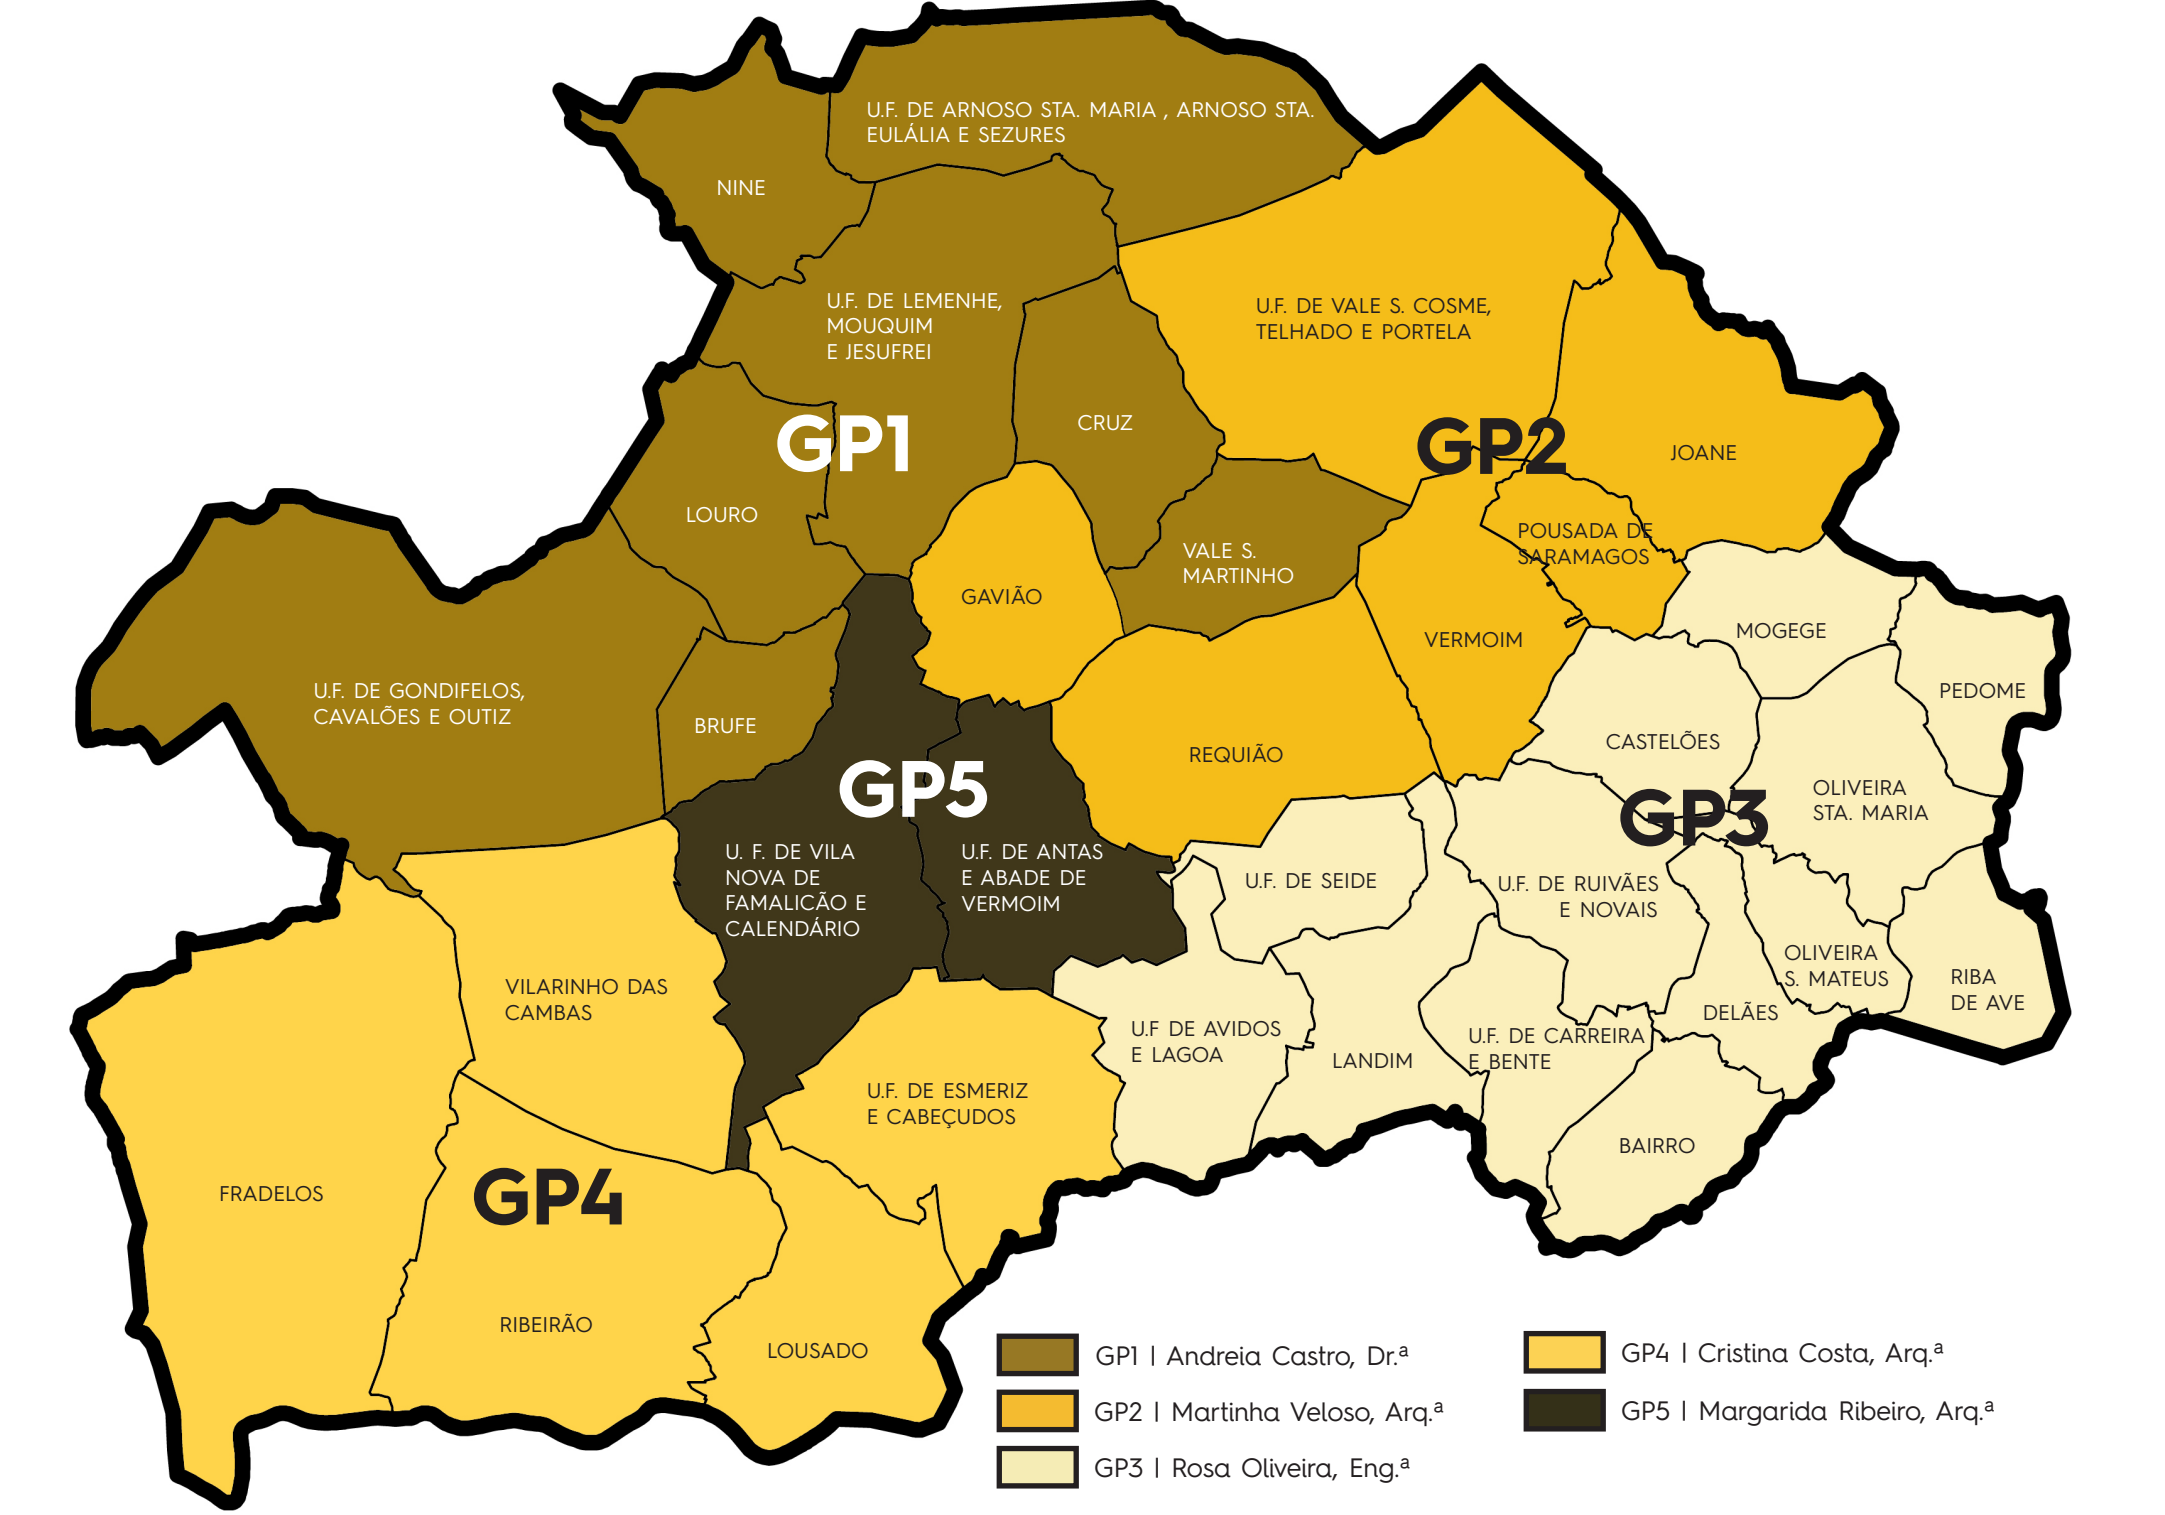 U.F. DE ARNOSO STA. MARIA , ARNOSO STA.
EULÁLIA E SEZURES
NINE
U.F. DE LEMENHE,
MOUQUIM
E JESUFREI
U.F. DE VALE S. COSME,
TELHADO E PORTELA
CRUZ
GP1
GP2
JOANE
LOURO
POUSADA DE
SARAMAGOS
VALE S.
MARTINHO
GAVIÃO
VERMOIM
MOGEGE
U.F. DE GONDIFELOS,
CAVALÕES E OUTIZ
BRUFE
PEDOME
REQUIÃO
CASTELÕES
GP5
GP3
OLIVEIRA
STA. MARIA
U. F. DE VILA
NOVA DE
FAMALICÃO E
CALENDÁRIO
U.F. DE ANTAS
E ABADE DE
VERMOIM
U.F. DE SEIDE
U.F. DE RUIVÃES
E NOVAIS
OLIVEIRA
S. MATEUS
RIBA
DE AVE
VILARINHO DAS
CAMBAS
DELÃES
U.F DE AVIDOS
E LAGOA
LANDIM
U.F. DE CARREIRA
E BENTE
U.F. DE ESMERIZ
E CABEÇUDOS
BAIRRO
FRADELOS
GP4
RIBEIRÃO
LOUSADO
GP1 | Andreia Castro, Dr.ª
GP2 | Martinha Veloso, Arq.ª
GP3 | Rosa Oliveira, Eng.ª
GP4 | Cristina Costa, Arq.ª
GP5 | Margarida Ribeiro, Arq.ª